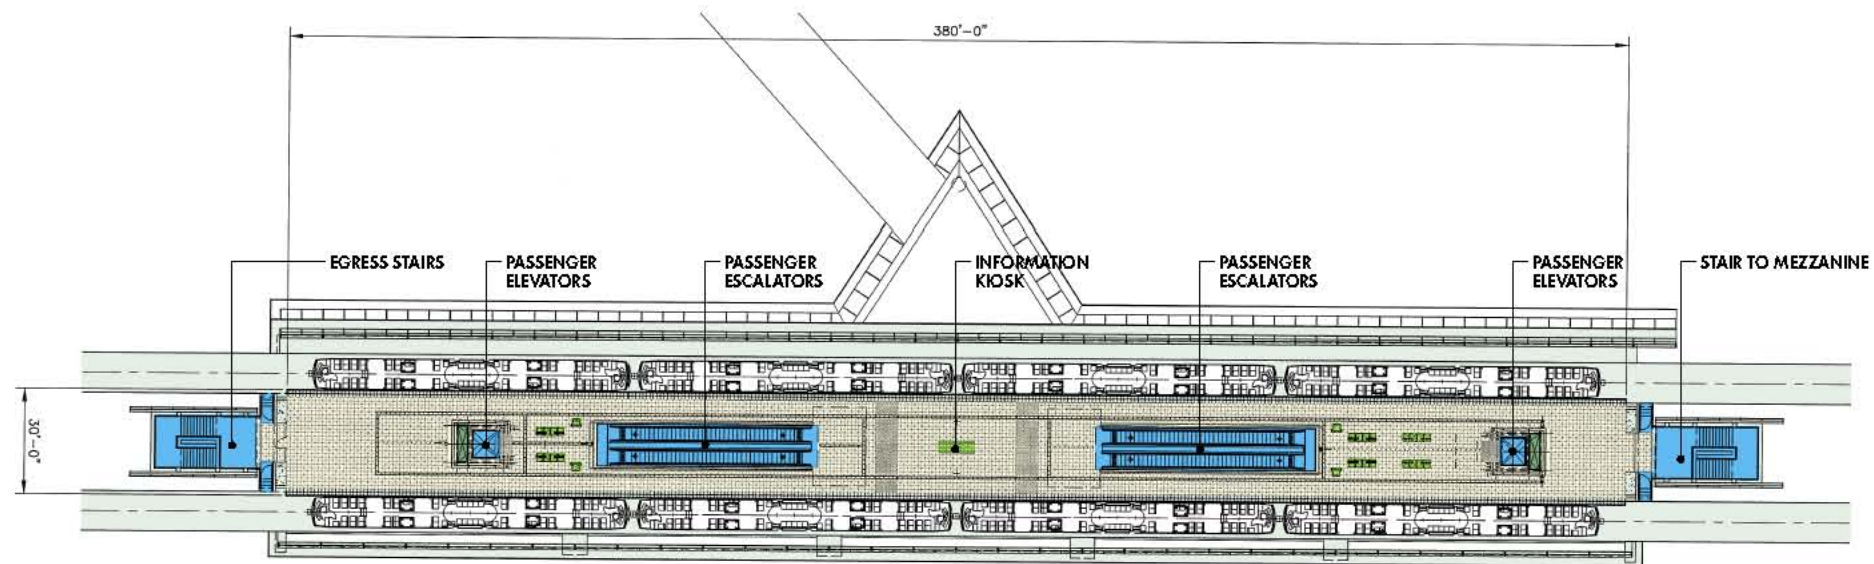 380'-0"
EGRESS STAIRS
PASSENGER
ELEVATORS
PASSENGER
ESCALATORS
INFORMATION
KIOSK
PASSENGER
ESCALATORS
PASSENGER
ELEVATORS
STAIR TO MEZZANINE
30'-0"